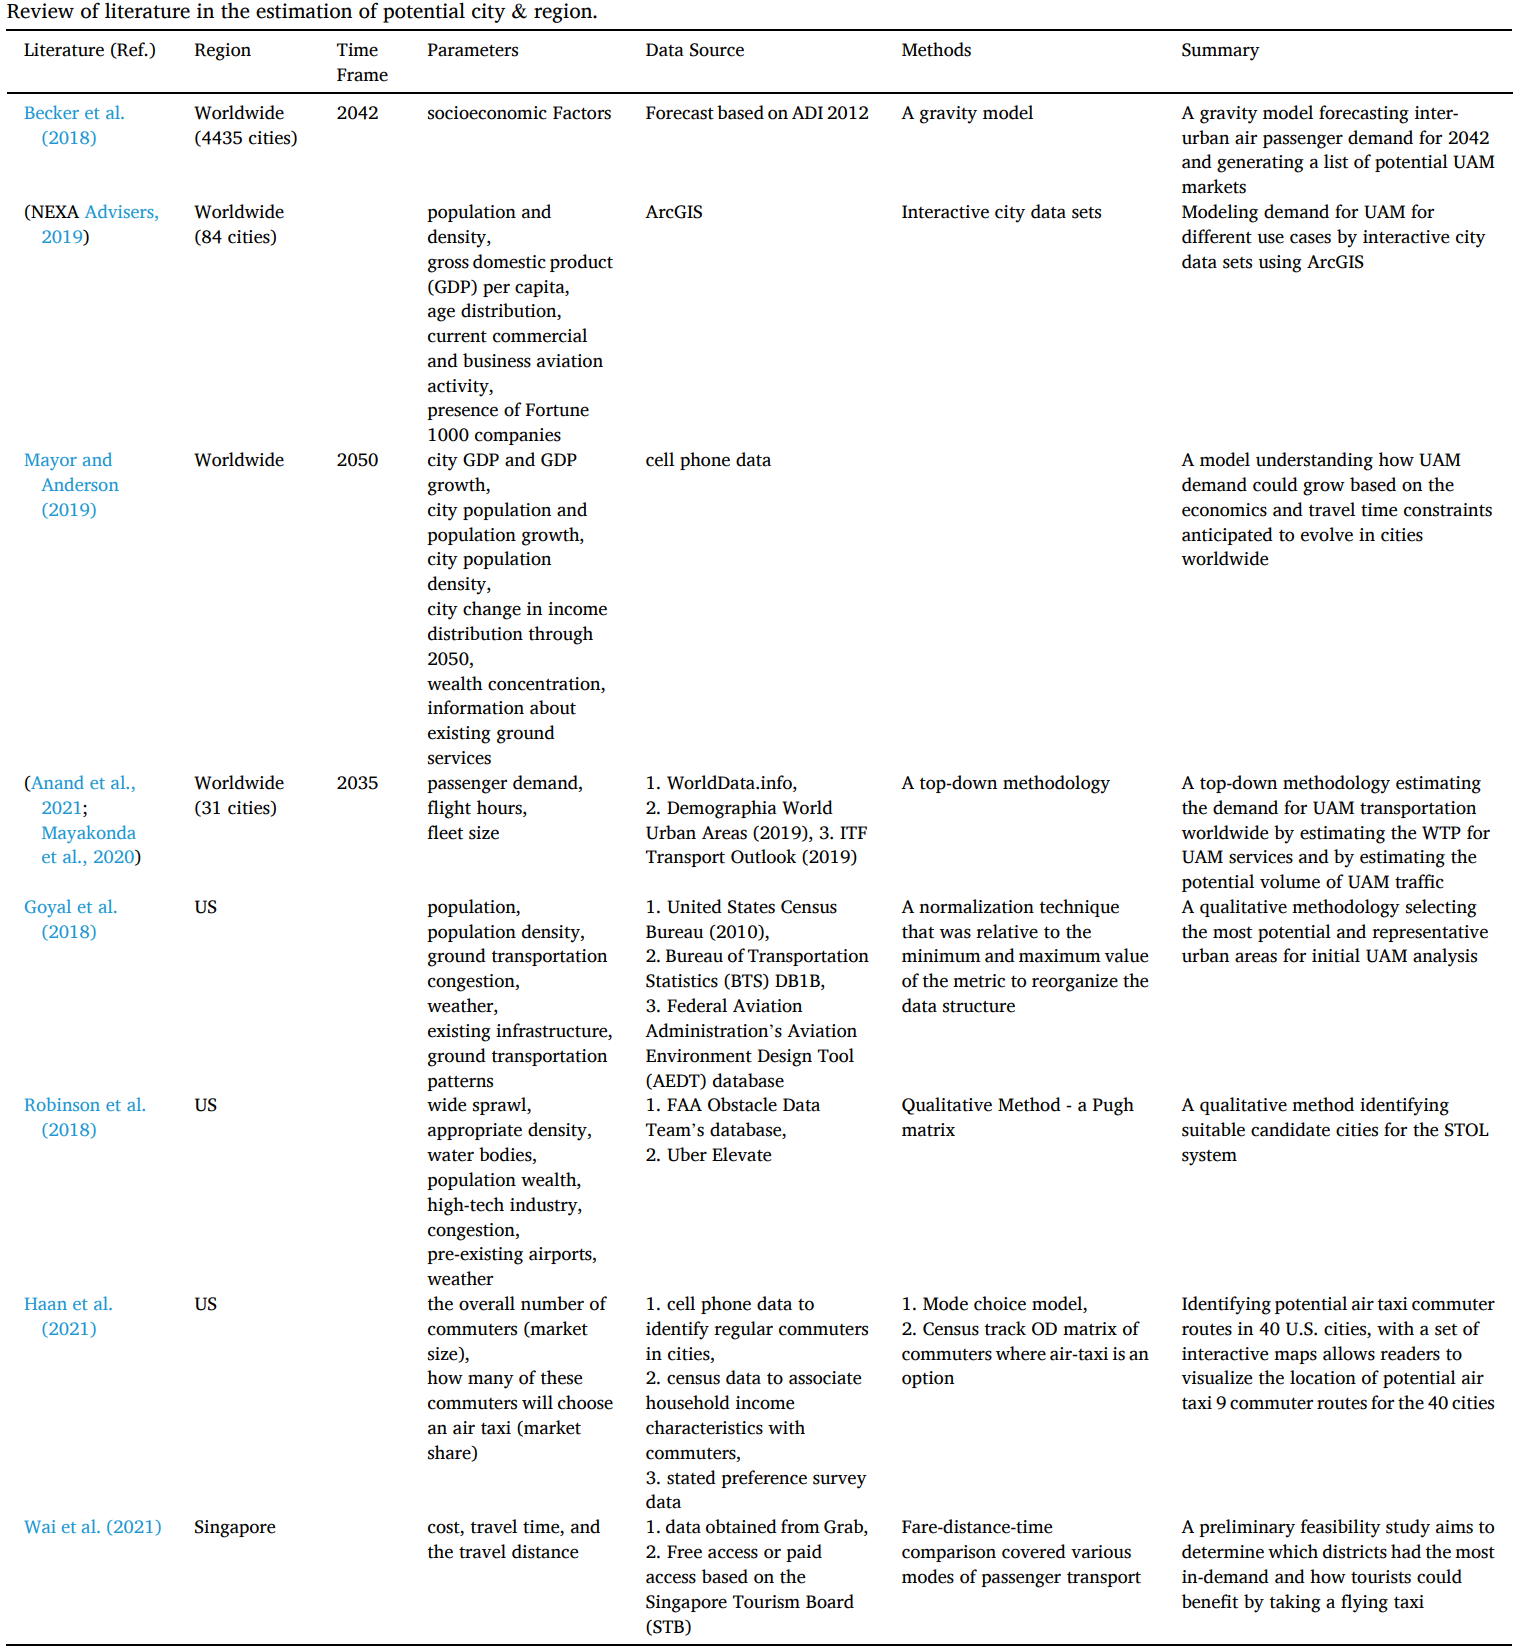 Review of literature in the estimation of potential city & region.
Literature (Ref.) Region Time Frame Parameters Data Source Methods Summary
Becker et al. (2018)
Worldwide (4435 cities)
2042
socioeconomic Factors
Forecast based on ADI 2012
A gravity model
A gravity model forecasting inter-
urban air passenger demand for 2042
and generating a list of potential UAM
markets
(NEXA Advisers,
2019)
Worldwide
(84 cities)
population and
density,
gross domestic product
(GDP) per capita,
age distribution,
current commercial
and business aviation
activity,
presence of Fortune
1000 companies
ArcGIS
Interactive city data sets
Modeling demand for UAM for
different use cases by interactive city
data sets using ArcGIS
Mayor and
Anderson
(2019)
Worldwide
2050
city GDP and GDP
growth,
city population and
population growth,
city population
density,
city change in income
distribution through
2050,
wealth concentration,
information about
existing ground
services
cell phone data
A model understanding how UAM
demand could grow based on the
economics and travel time constraints
anticipated to evolve in cities
worldwide
(Anand et al.,
2021;
Mayakonda
et al., 2020)
Worldwide
(31 cities)
2035
passenger demand,
flight hours,
fleet size
1. WorldData.info,
2. Demographia World
Urban Areas (2019), 3. ITF
Transport Outlook (2019)
A top-down methodology
A top-down methodology estimating
the demand for UAM transportation
worldwide by estimating the WTP for
UAM services and by estimating the
potential volume of UAM traffic
Goyal et al.
(2018)
US
population,
population density,
ground transportation
congestion,
weather,
existing infrastructure,
ground transportation
patterns
1. United States Census
Bureau (2010),
2. Bureau of Transportation
Statistics (BTS) DB1B,
3. Federal Aviation
Administration's Aviation
Environment Design Tool
(AEDT) database
A normalization technique
that was relative to the
minimum and maximum value
of the metric to reorganize the
data structure
A qualitative methodology selecting
the most potential and representative
urban areas for initial UAM analysis
Robinson et al.
(2018)
US
wide sprawl,
appropriate density,
water bodies,
population wealth,
high-tech industry,
congestion,
pre-existing airports,
weather
1. FAA Obstacle Data
Team's database,
2. Uber Elevate
Qualitative Method - a Pugh
matrix
A qualitative method identifying
suitable candidate cities for the STOL
system
Haan et al.
(2021)
US
the overall number of
commuters (market
size),
how many of these
commuters will choose
an air taxi (market
share)
1. cell phone data to
identify regular commuters
in cities,
2. census data to associate
household income
characteristics with
commuters,
3. stated preference survey
data
1. Mode choice model,
2. Census track OD matrix of
commuters where air-taxi is an
option
Identifying potential air taxi commuter
routes in 40 U.S. cities, with a set of
interactive maps allows readers to
visualize the location of potential air
taxi 9 commuter routes for the 40 cities
Wai et al. (2021)
Singapore
cost, travel time, and
the travel distance
1. data obtained from Grab,
2. Free access or paid
access based on the
Singapore Tourism Board
(STB)
Fare-distance-time
comparison covered various
modes of passenger transport
A preliminary feasibility study aims to
determine which districts had the most
in-demand and how tourists could
benefit by taking a flying taxi